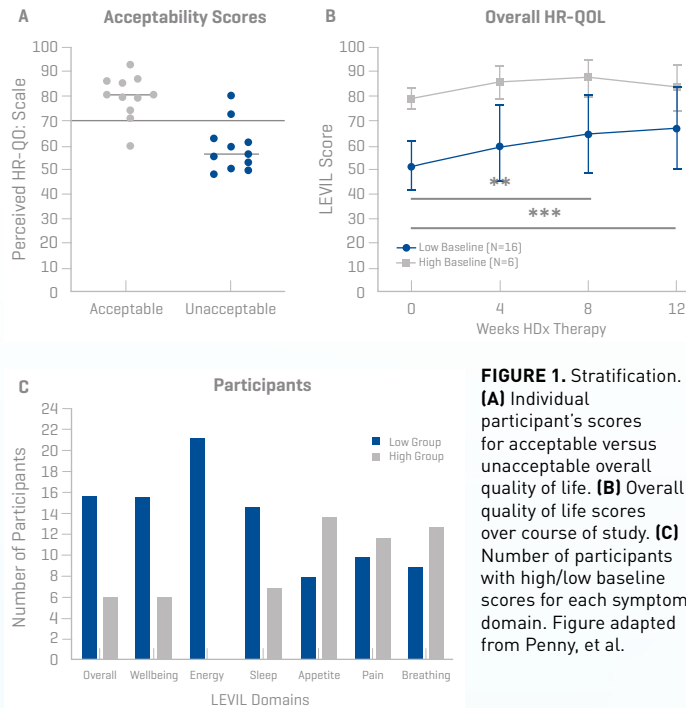 A
Acceptability Scores
Perceived HR-QO: Scale
100
90
80
70
60
50
40
30
20
10
0
Acceptable
Unacceptable
B
Overall HR-QOL
LEVIL Score
100
90
80
70
60
50
40
30
20
10
0
**
***
Low Baseline (N=16)
High Baseline (N=6)
0
4
8
12
Weeks HDx Therapy
C
Participants
Number of Participants
24
22
20
18
16
14
12
10
8
6
4
2
0
Low Group
High Group
Overall
Wellbeing
Energy
Sleep
Appetite
Pain
Breathing
LEVIL Domains
FIGURE 1. Stratification.
(A) Individual
participant's scores
for acceptable versus
unacceptable overall
quality of life. (B) Overall
quality of life scores
over course of study. (C)
Number of participants
with high/low baseline
scores for each symptom
domain. Figure adapted
from Penny, et al.